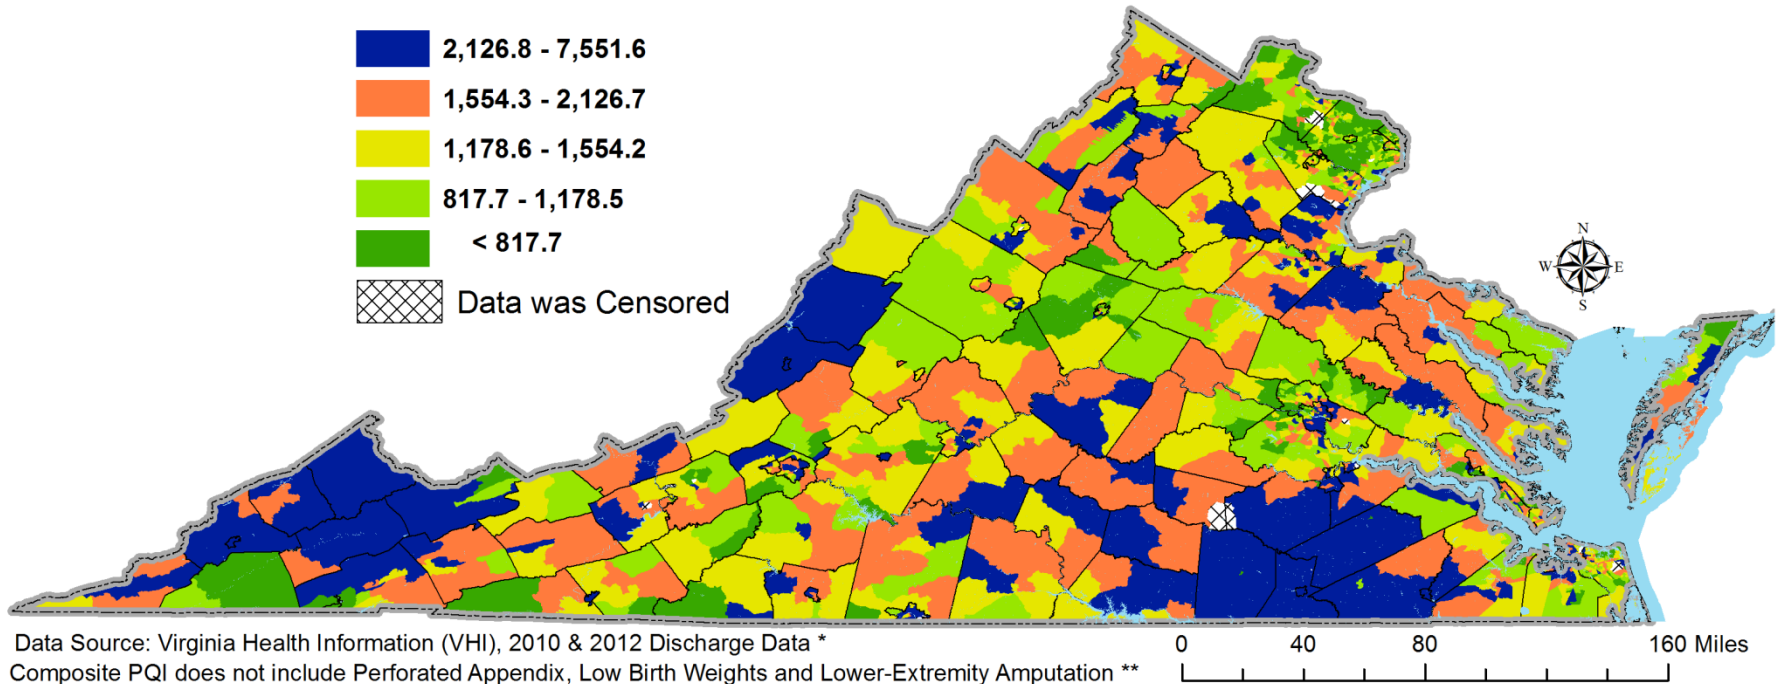 2,126.8 - 7,551.6
1,554.3 - 2,126.7
1,178.6 - 1,554.2
817.7 - 1,178.5
< 817.7
Data was Censored
N
W E
S
Data Source: Virginia Health Information (VHI), 2010 & 2012 Discharge Data *
Composite PQI does not include Perforated Appendix, Low Birth Weights and Lower-Extremity Amputation **
0 40 80 160 Miles